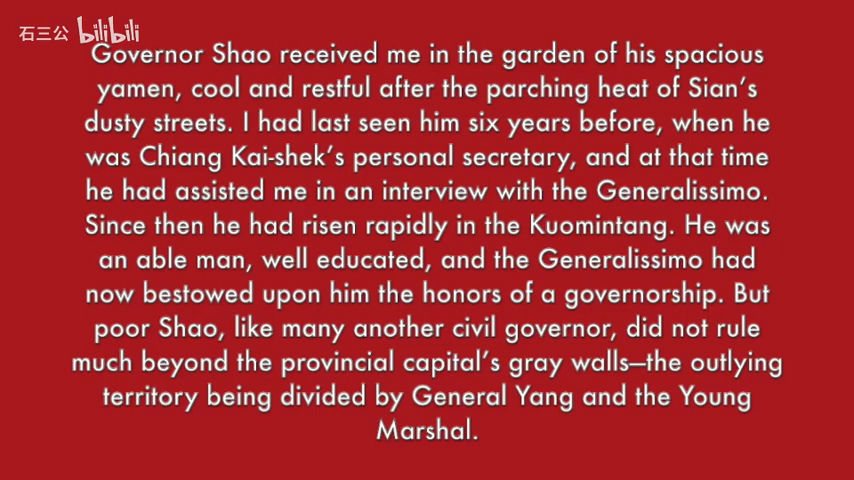 石三公 bilibili
Governor Shao received me in the garden of his spacious
yamen, cool and restful after the parching heat of Sian’s
dusty streets. I had last seen him six years before, when he
was Chiang Kai-shek’s personal secretary, and at that time
he had assisted me in an interview with the Generalissimo.
Since then he had risen rapidly in the Kuomintang. He was
an able man, well educated, and the Generalissimo had
now bestowed upon him the honors of a governorship. But
poor Shao, like many another civil governor, did not rule
much beyond the provincial capital’s gray walls—the outlying
territory being divided by General Yang and the Young
Marshal.